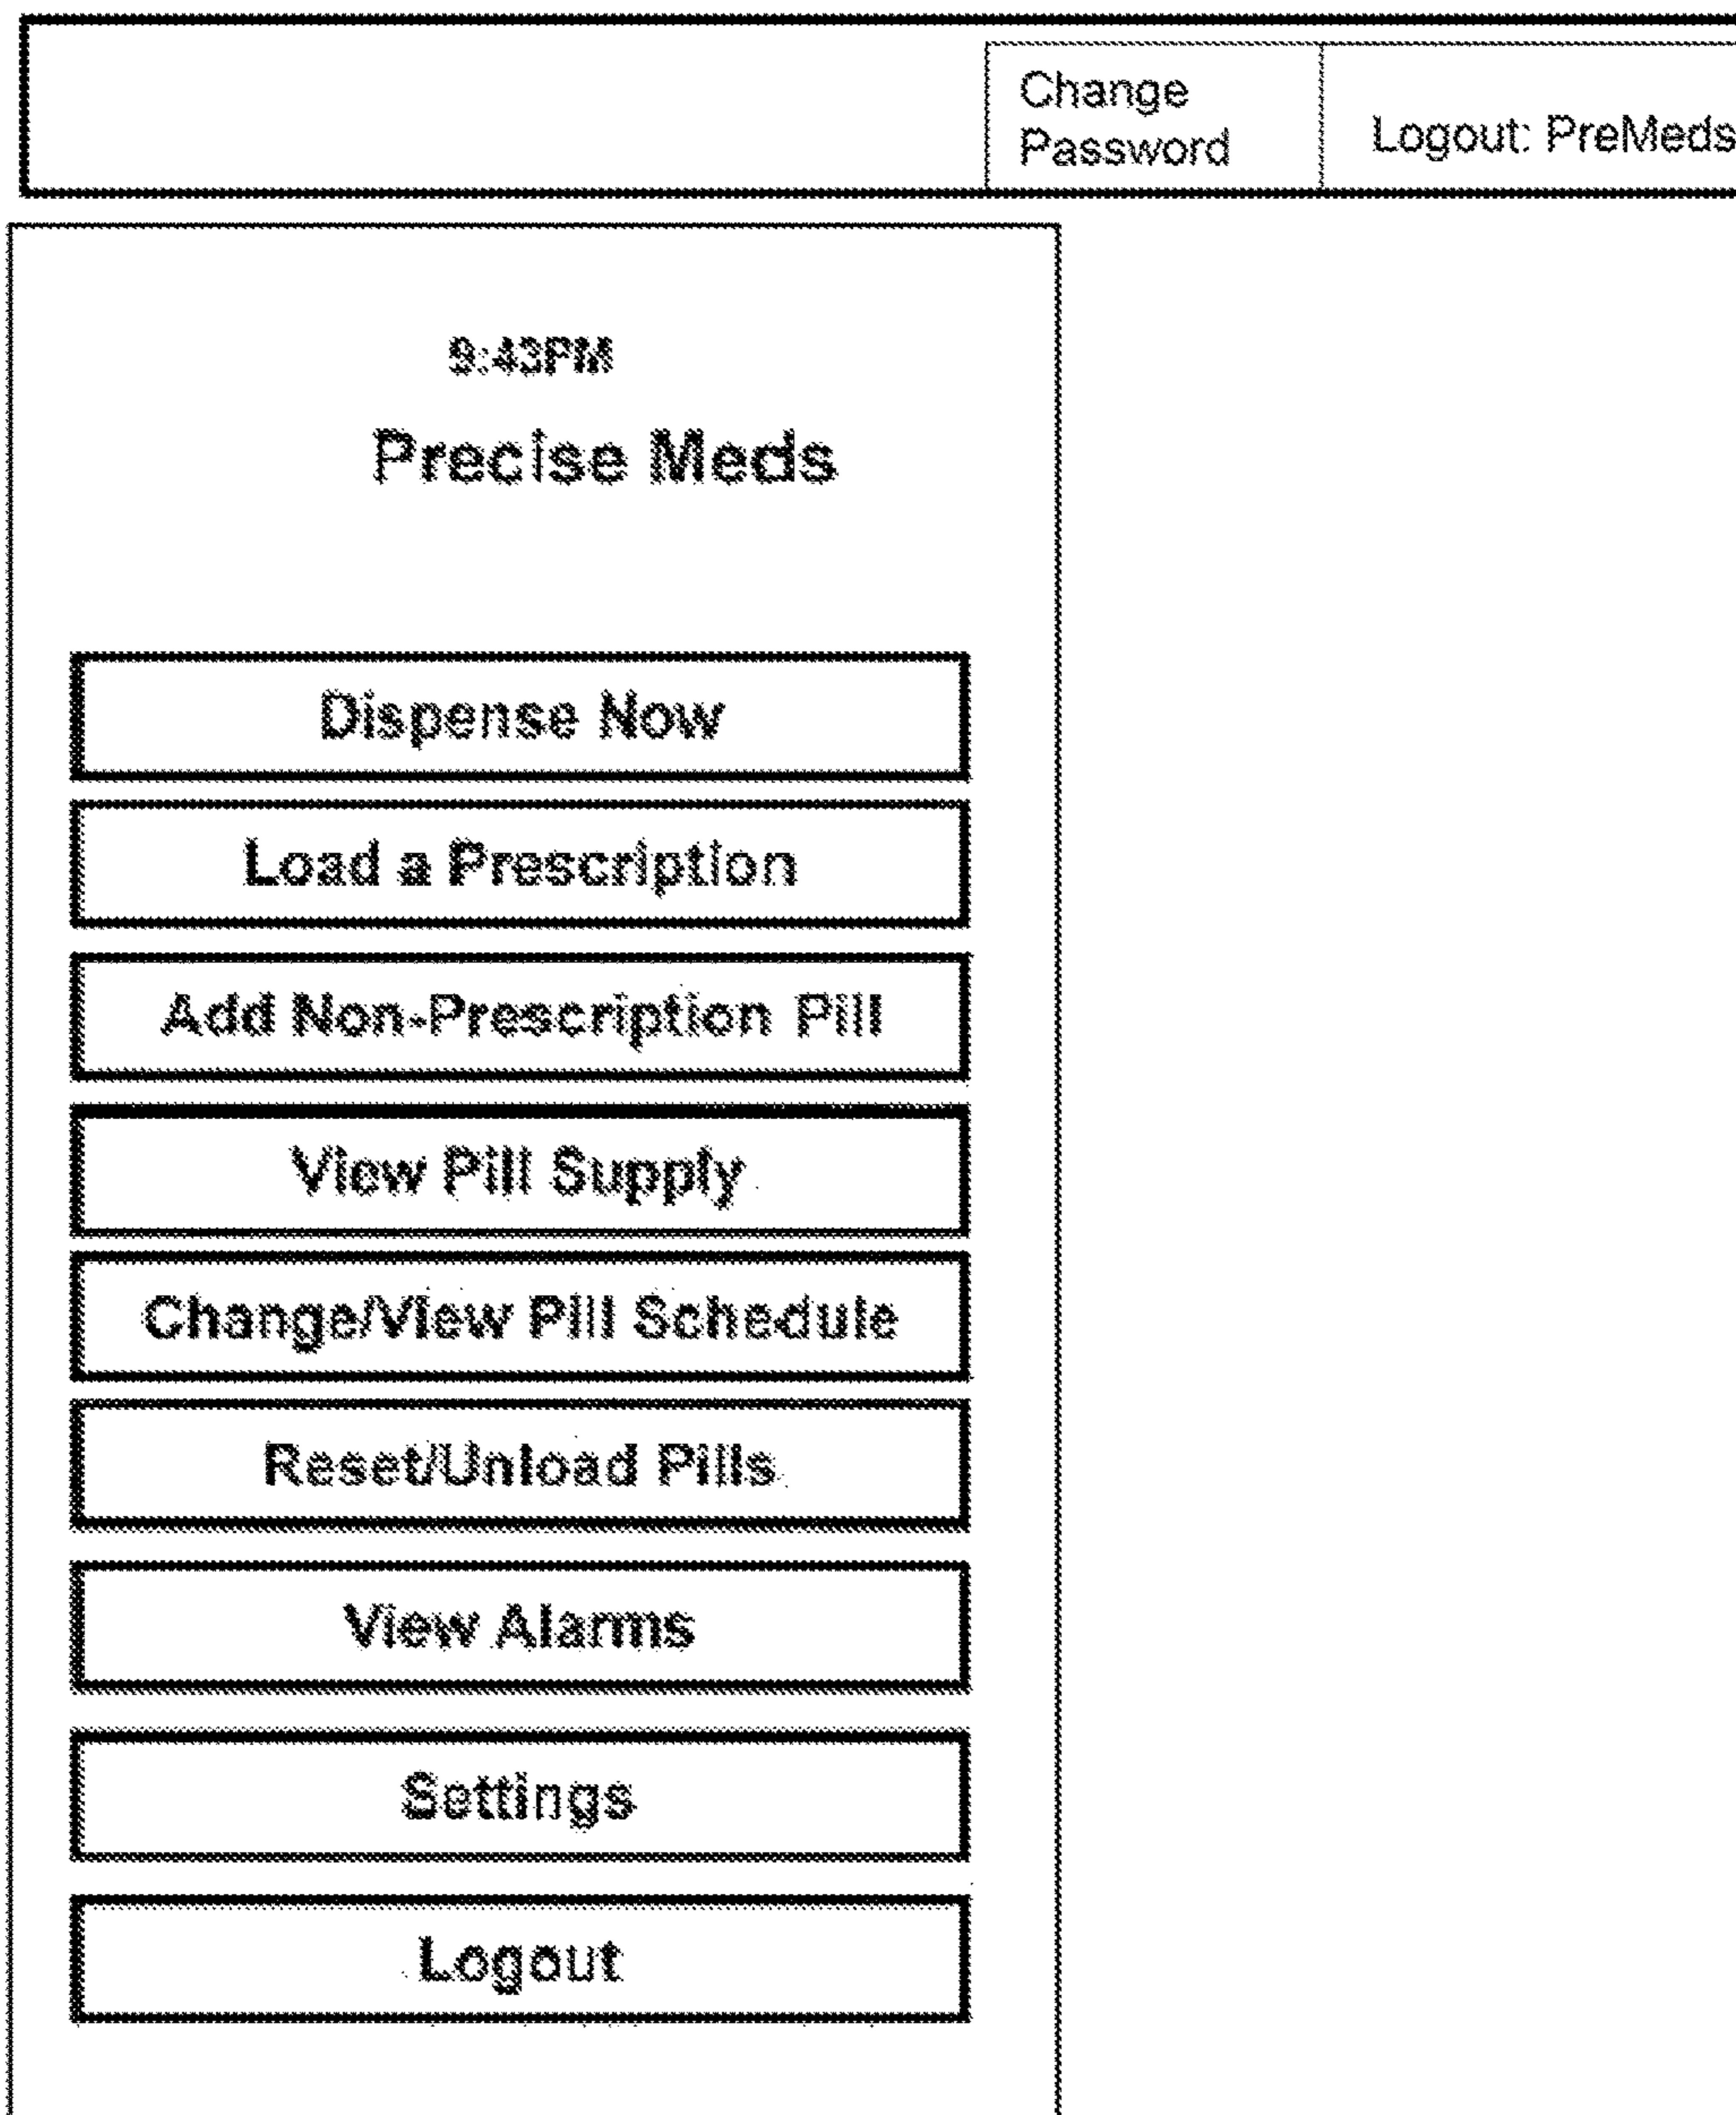 Change
Password
Logout: PreMeds
9:43PM
Precise Meds
Dispense Now
Load a Prescription
Add Non-Prescription Pill
View Pill Supply
Change/View Pill Schedule
Reset/Unload Pills
View Alarms
Settings
Logout